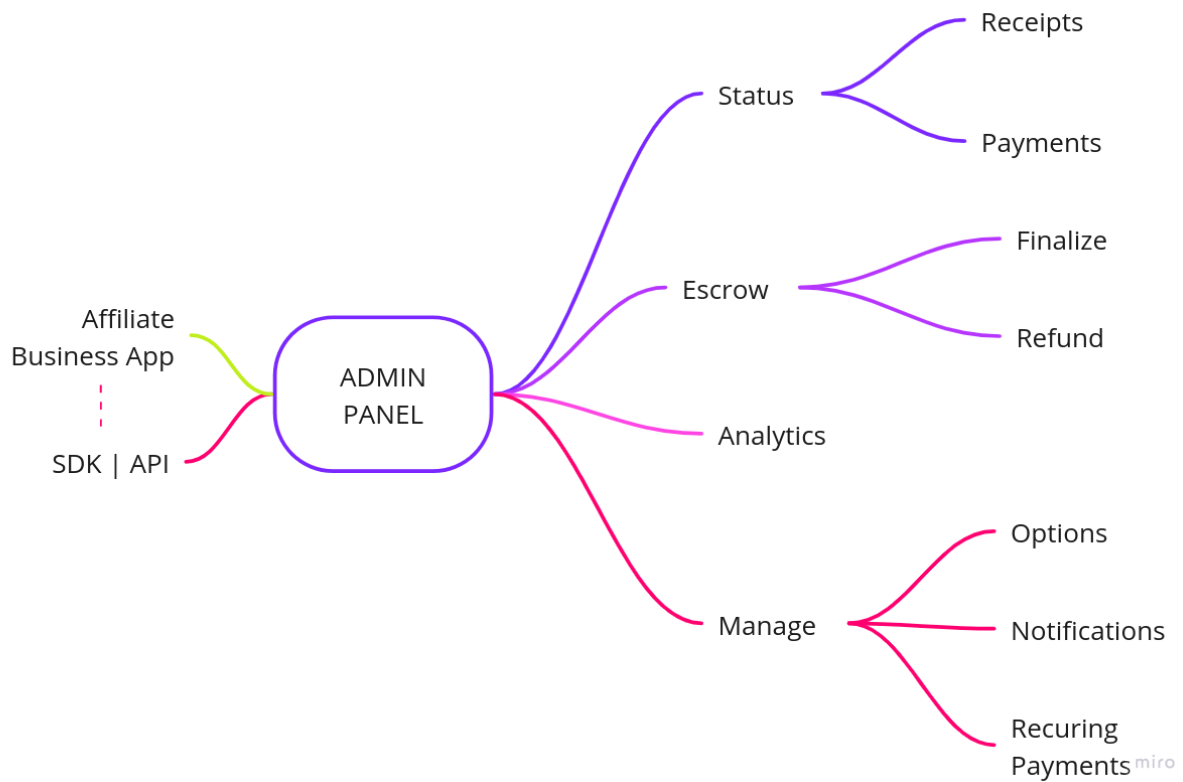 Receipts
Status
Payments
Finalize
Escrow
Refund
Affiliate
Business App
SDK | API
ADMIN
PANEL
Analytics
Options
Manage
Notifications
Recuring
Payments
miro